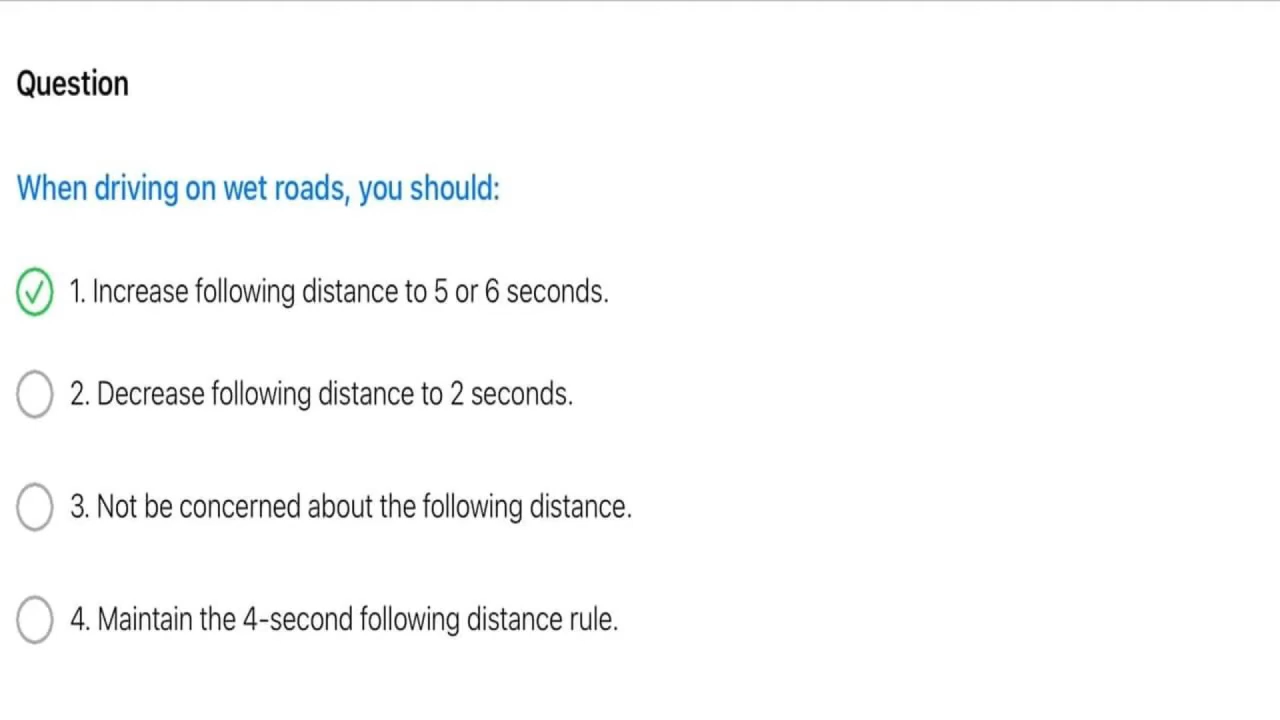 Question
When driving on wet roads, you should:
1. Increase following distance to 5 or 6 seconds.
2. Decrease following distance to 2 seconds.
3. Not be concerned about the following distance.
4. Maintain the 4-second following distance rule.